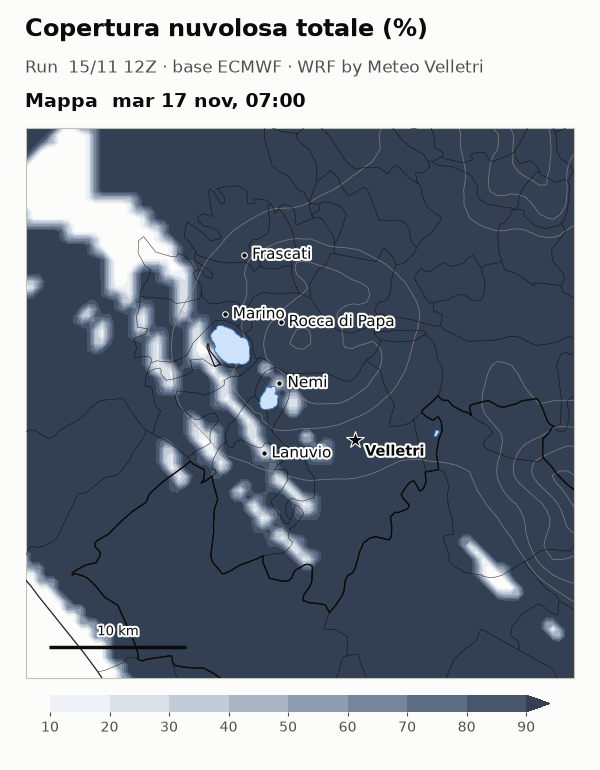 Copertura nuvolosa totale (%)
Run  15/11 12Z · base ECMWF · WRF by Meteo Velletri
Mappa  mar 17 nov, 07:00
Frascati
Marino
Rocca di Papa
Nemi
Velletri
Lanuvio
10 km
10 20 30 40 50 60 70 80 90